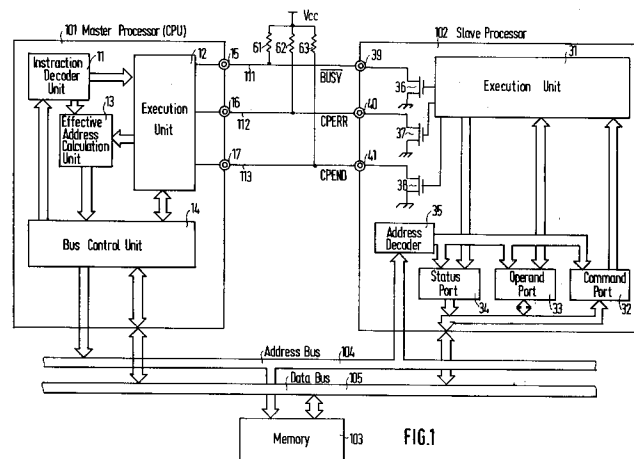 101 Master Processor (CPU)
11
Instraction
Decoder
Unit
12
13
Effective
Address
Calculation
Unit
Execution
Unit
14
Bus Control Unit
15
16
17
111
112
113
Vcc
61
62
63
BUSY
CPERR
CPEND
39
40
41
102 Slave Processor
31
Execution Unit
36
37
38
35
Address
Decoder
Status
Port
34
Operand
Port
33
Command
Port
32
Address Bus
104
Data Bus
105
Memory
103
FIG.1